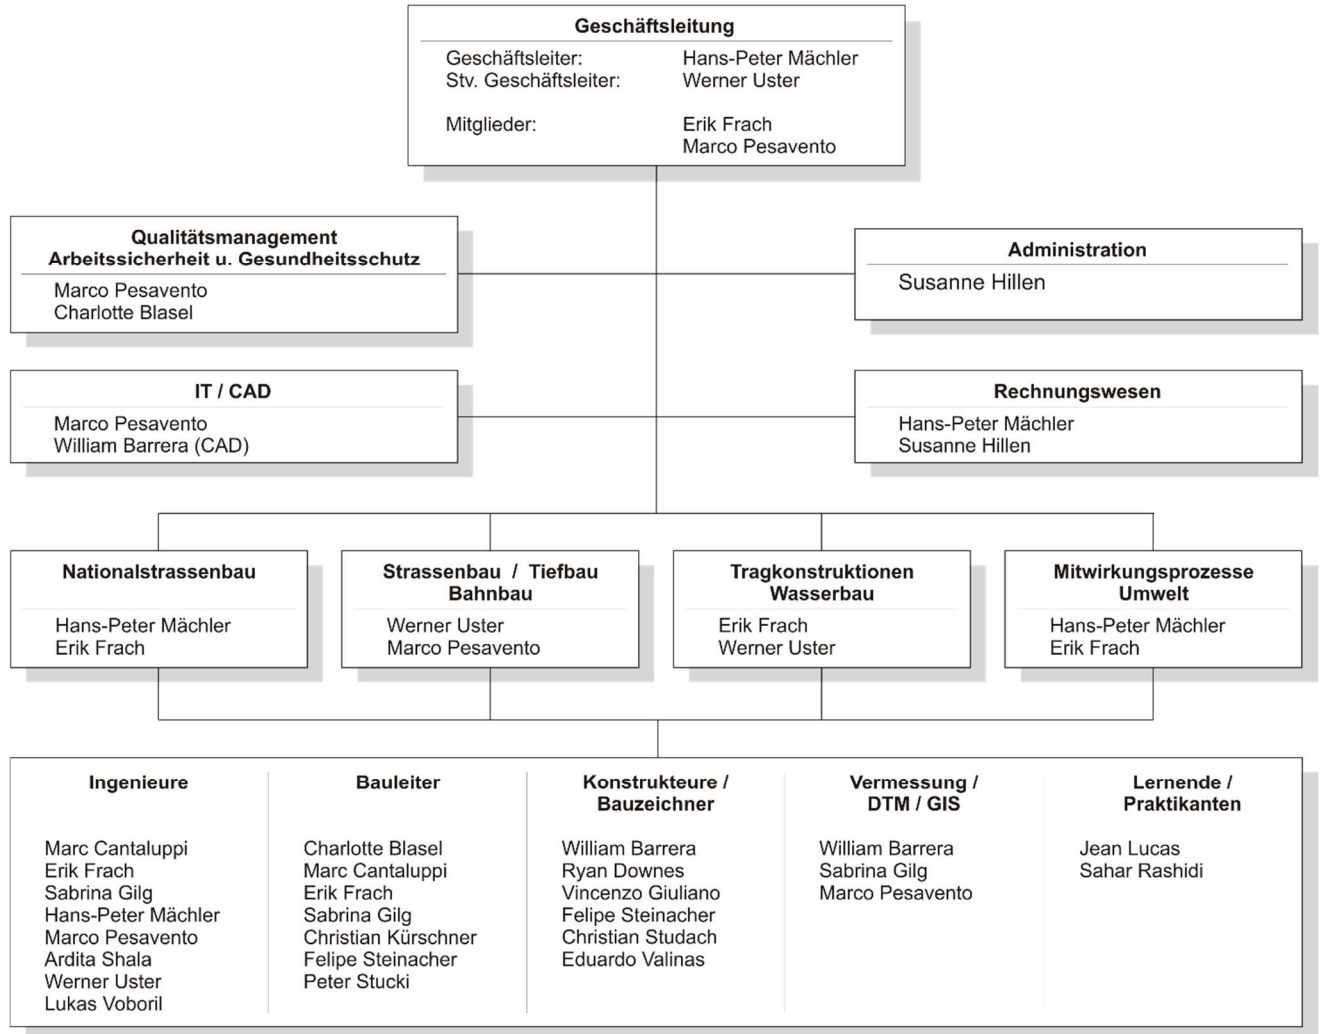 Geschäftsleitung
Geschäftsleiter: Hans-Peter Mächler
Stv. Geschäftsleiter: Werner Uster
Mitglieder: Erik Frach
Marco Pesavento
Qualitätsmanagement
Arbeitssicherheit u. Gesundheitsschutz
Marco Pesavento
Charlotte Blasel
Administration
Susanne Hillen
IT / CAD
Marco Pesavento
William Barrera (CAD)
Rechnungswesen
Hans-Peter Mächler
Susanne Hillen
Nationalstrassenbau
Hans-Peter Mächler
Erik Frach
Strassenbau / Tiefbau
Bahnbau
Werner Uster
Marco Pesavento
Tragkonstruktionen
Wasserbau
Erik Frach
Werner Uster
Mitwirkungsprozesse
Umwelt
Hans-Peter Mächler
Erik Frach
Ingenieure
Marc Cantaluppi
Erik Frach
Sabrina Gilg
Hans-Peter Mächler
Marco Pesavento
Ardita Shala
Werner Uster
Lukas Voboril
Bauleiter
Charlotte Blasel
Marc Cantaluppi
Erik Frach
Sabrina Gilg
Christian Kürschner
Felipe Steinacher
Peter Stucki
Konstrukteure /
Bauzeichner
William Barrera
Ryan Downes
Vincenzo Giuliano
Felipe Steinacher
Christian Studach
Eduardo Valinas
Vermessung /
DTM / GIS
William Barrera
Sabrina Gilg
Marco Pesavento
Lernende /
Praktikanten
Jean Lucas
Sahar Rashidi